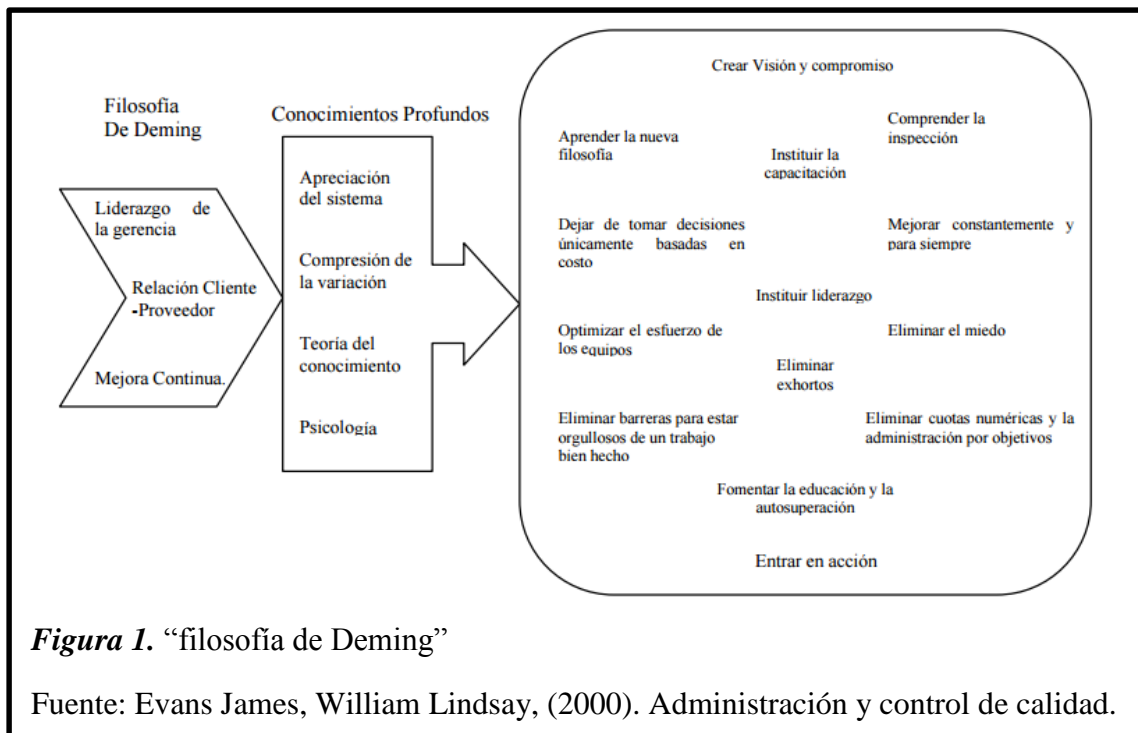 Filosofía
De Deming
Liderazgo de
la gerencia
Relación Cliente
-Proveedor
Mejora Continua.
Conocimientos Profundos
Apreciación
del sistema
Compresión de
la variación
Teoría del
conocimiento
Psicología
Crear Visión y compromiso
Aprender la nueva
filosofía
Comprender la
inspección
Instituir la
capacitación
Dejar de tomar decisiones
únicamente basadas en
costo
Mejorar constantemente y
para siempre
Instituir liderazgo
Optimizar el esfuerzo de
los equipos
Eliminar el miedo
Eliminar
exhortos
Eliminar barreras para estar
orgullosos de un trabajo
bien hecho
Eliminar cuotas numéricas y la
administración por objetivos
Fomentar la educación y la
autosuperación
Entrar en acción
Figura 1. “filosofía de Deming”
Fuente: Evans James, William Lindsay, (2000). Administración y control de calidad.